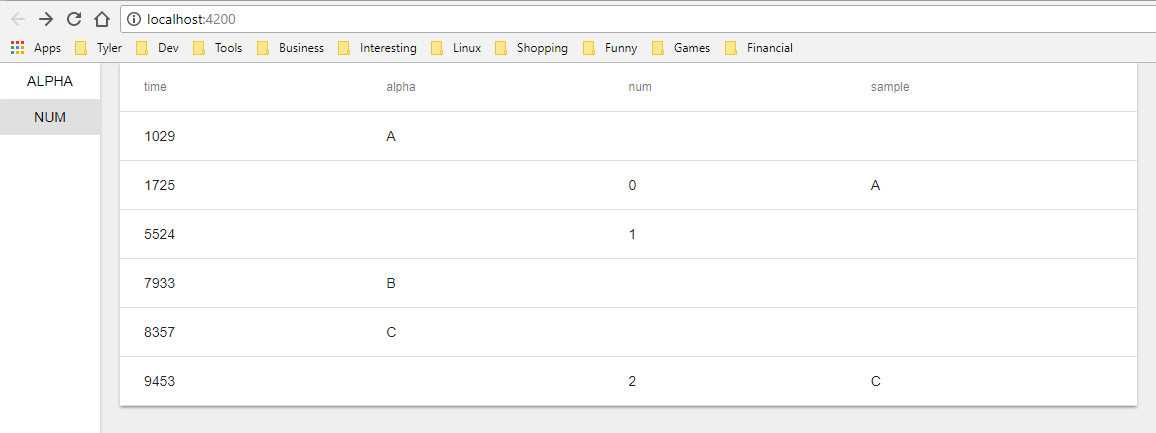 localhost:4200
Apps Tyler Dev Tools Business Interesting Linux Shopping Funny Games Financial
ALPHA
NUM
time alpha num sample
1029 A
1725 0 A
5524 1
7933 B
8357 C
9453 2 C